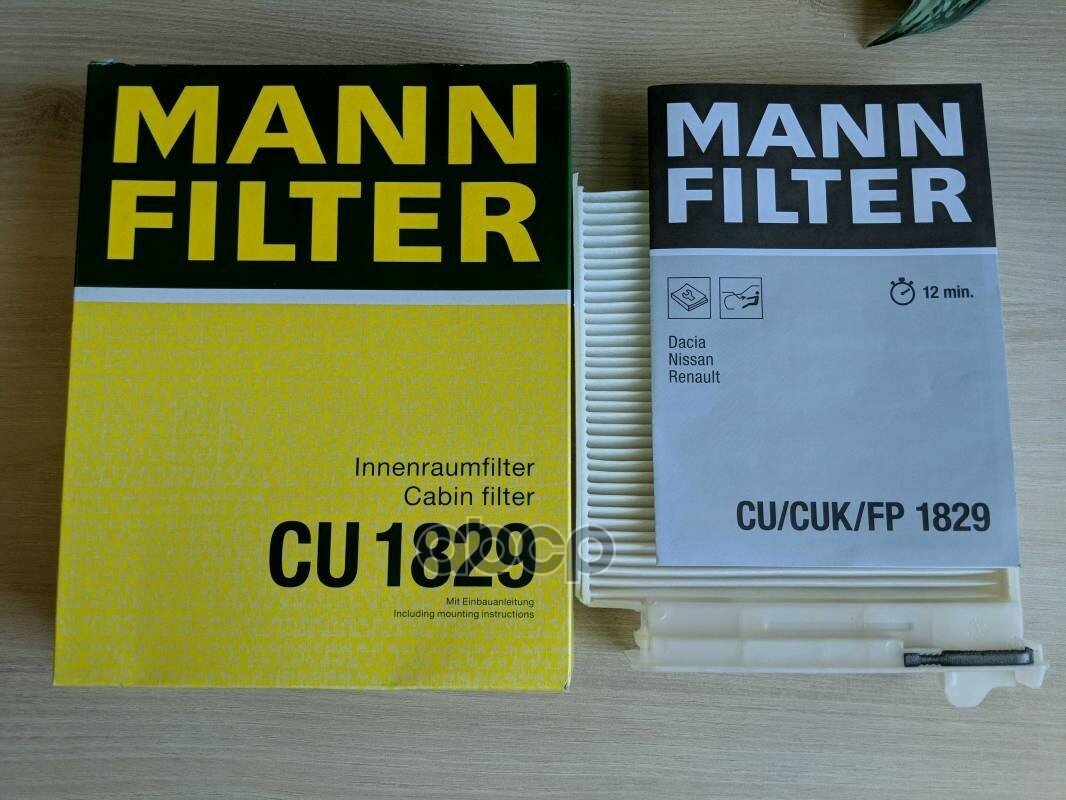 MANN
FILTER
Innenraumfilter
Cabin filter
CU 1829
Mit Einbauanleitung
Including mounting instructions
MANN
FILTER
12 min.
Dacia
Nissan
Renault
CU/CUK/FP 1829